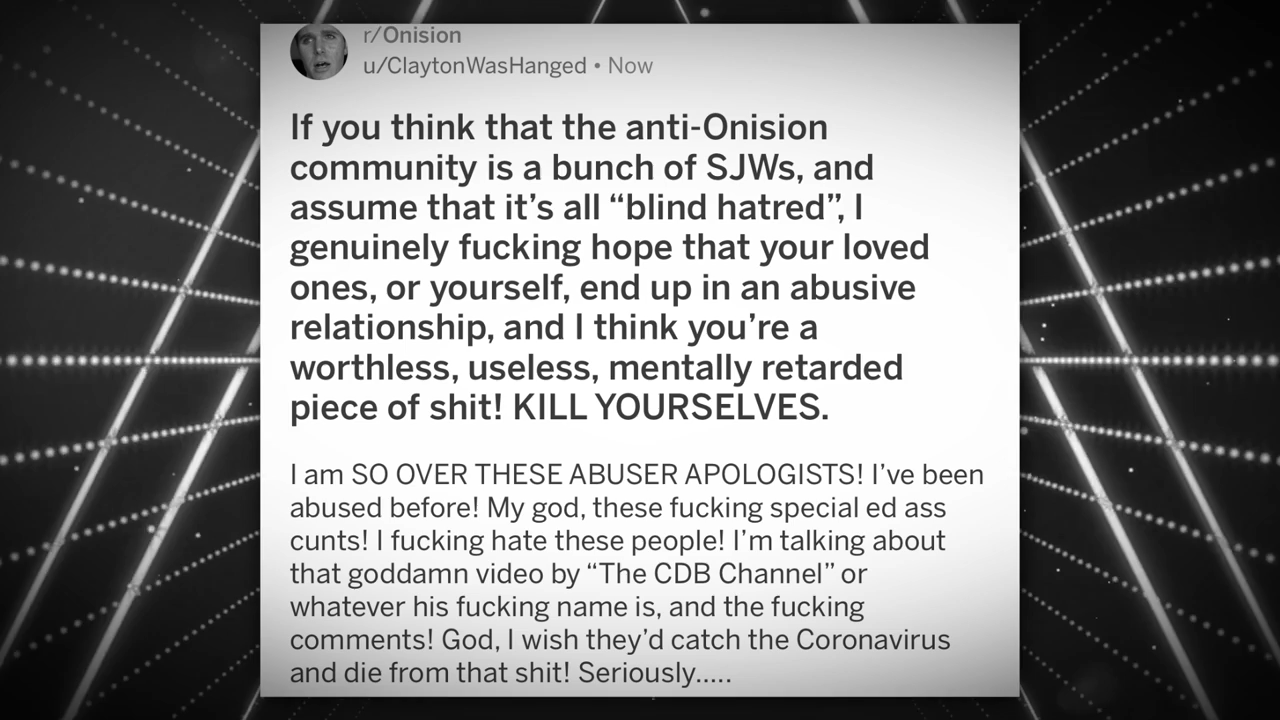 r/Onision
u/ClaytonWasHanged • Now
If you think that the anti-Onision
community is a bunch of SJWs, and
assume that it’s all “blind hatred”, I
genuinely fucking hope that your loved
ones, or yourself, end up in an abusive
relationship, and I think you’re a
worthless, useless, mentally retarded
piece of shit! KILL YOURSELVES.
I am SO OVER THESE ABUSER APOLOGISTS! I’ve been
abused before! My god, these fucking special ed ass
cunts! I fucking hate these people! I’m talking about
that goddamn video by “The CDB Channel” or
whatever his fucking name is, and the fucking
comments! God, I wish they’d catch the Coronavirus
and die from that shit! Seriously.....